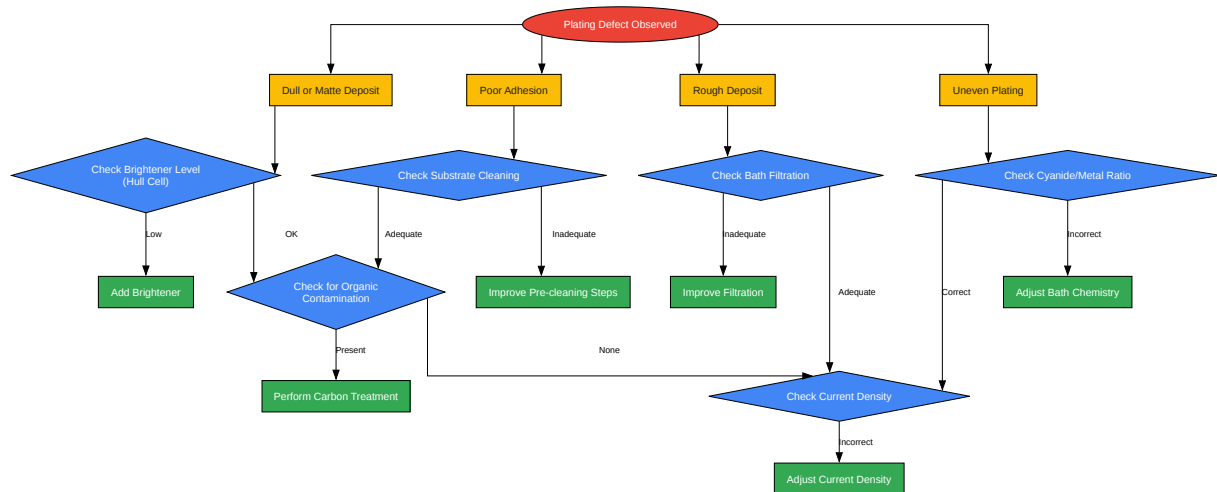 Plating Defect Observed
Dull or Matte Deposit
Poor Adhesion
Rough Deposit
Uneven Plating
Check Brightener Level
(Hull Cell)
Check Substrate Cleaning
Check Bath Filtration
Check Cyanide/Metal Ratio
Low
OK
Adequate
Inadequate
Inadequate
Incorrect
Add Brightener
Check for Organic
Contamination
Improve Pre-cleaning Steps
Improve Filtration
Adequate
Correct
Adjust Bath Chemistry
Present
None
Perform Carbon Treatment
Check Current Density
Incorrect
Adjust Current Density